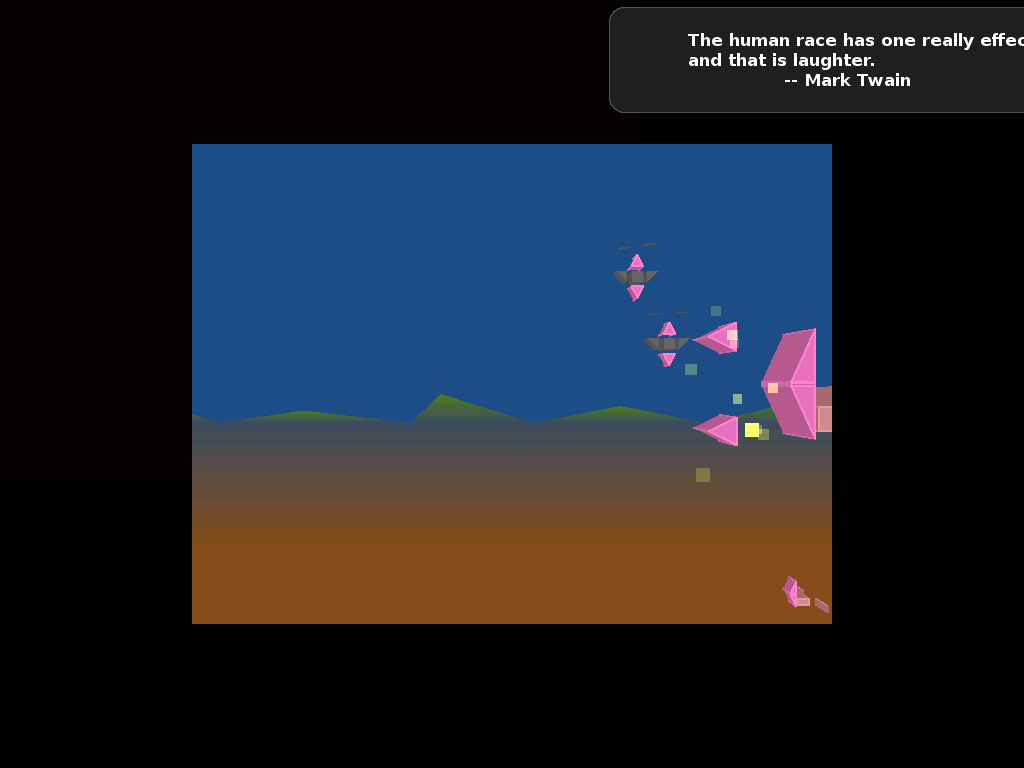 The human race has one really
and that is laughter.
-- Mark Twain